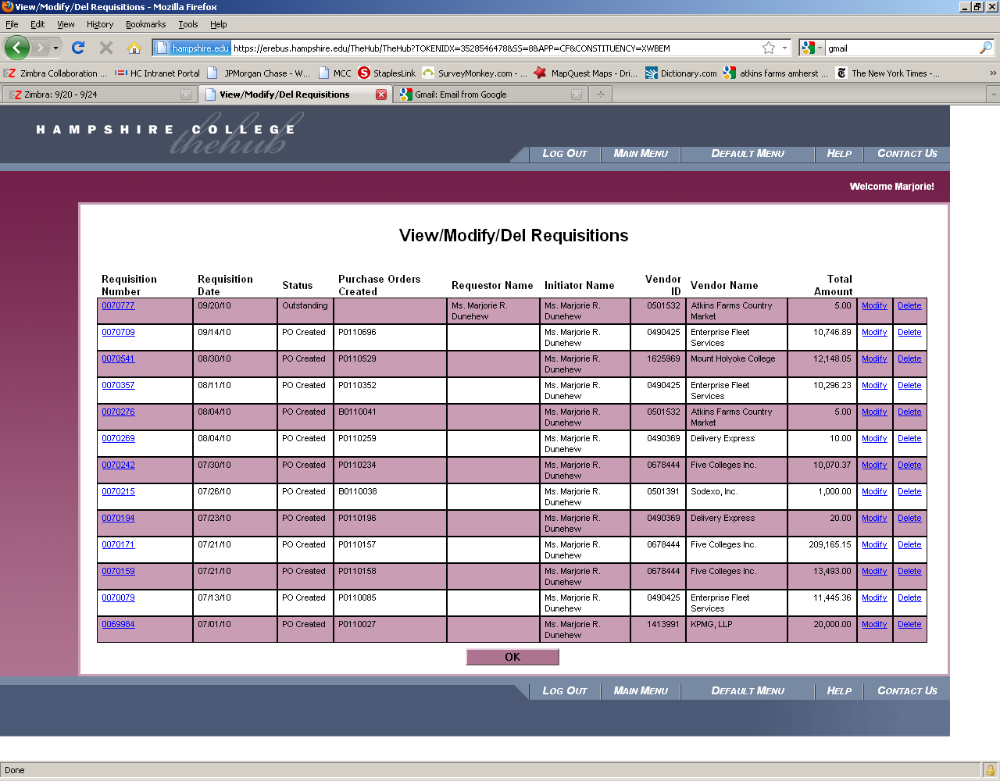 View/Modify/Del Requisitions - Mozilla Firefox
File Edit View History Bookmarks Tools Help
hampshire.edu https://rebus.hampshire.edu/TheHub/TheHub?TOKENIDX=3528546478&SS=8&APP=CF&CONSTITUENCY=XWBEM gmail
Zimbra Collaboration ... HC Intranet Portal JPMorgan Chase - W... MCC StaplesLink SurveyMonkey.com - ... MapQuest Maps - Dri... Dictionary.com atkins farms amherst ... The New York Times - ... »
Zimbra: 9/20 - 9/24 View/Modify/Del Requisitions Gmail: Email from Google
HAMPSHIRE COLLEGE
thehub
LOG OUT MAIN MENU DEFAULT MENU HELP CONTACT US
Welcome Marjorie!
View/Modify/Del Requisitions
Requisition Number Requisition Date Status Purchase Orders Created Requestor Name Initiator Name Vendor ID Vendor Name Total Amount
0070777 09/20/10 Outstanding Ms. Marjorie R. Dunehew Ms. Marjorie R. Dunehew 0501532 Atkins Farms Country Market 5.00 Modify Delete
0070709 09/14/10 PO Created P0110696 Ms. Marjorie R. Dunehew 0490425 Enterprise Fleet Services 10,746.89 Modify Delete
0070541 08/30/10 PO Created P0110529 Ms. Marjorie R. Dunehew 1625969 Mount Holyoke College 12,148.05 Modify Delete
0070357 08/11/10 PO Created P0110352 Ms. Marjorie R. Dunehew 0490425 Enterprise Fleet Services 10,296.23 Modify Delete
0070276 08/04/10 PO Created B0110041 Ms. Marjorie R. Dunehew 0501532 Atkins Farms Country Market 5.00 Modify Delete
0070269 08/04/10 PO Created P0110259 Ms. Marjorie R. Dunehew 0490369 Delivery Express 10.00 Modify Delete
0070242 07/30/10 PO Created P0110234 Ms. Marjorie R. Dunehew 0678444 Five Colleges Inc. 10,070.37 Modify Delete
0070215 07/26/10 PO Created B0110038 Ms. Marjorie R. Dunehew 0501391 Sodexo, Inc. 1,000.00 Modify Delete
0070194 07/23/10 PO Created P0110196 Ms. Marjorie R. Dunehew 0490369 Delivery Express 20.00 Modify Delete
0070171 07/21/10 PO Created P0110157 Ms. Marjorie R. Dunehew 0678444 Five Colleges Inc. 209,165.15 Modify Delete
0070159 07/21/10 PO Created P0110158 Ms. Marjorie R. Dunehew 0678444 Five Colleges Inc. 13,493.00 Modify Delete
0070079 07/13/10 PO Created P0110085 Ms. Marjorie R. Dunehew 0490425 Enterprise Fleet Services 11,445.36 Modify Delete
0069984 07/01/10 PO Created P0110027 Ms. Marjorie R. Dunehew 1413991 KPMG, LLP 20,000.00 Modify Delete
OK
LOG OUT MAIN MENU DEFAULT MENU HELP CONTACT US
Done